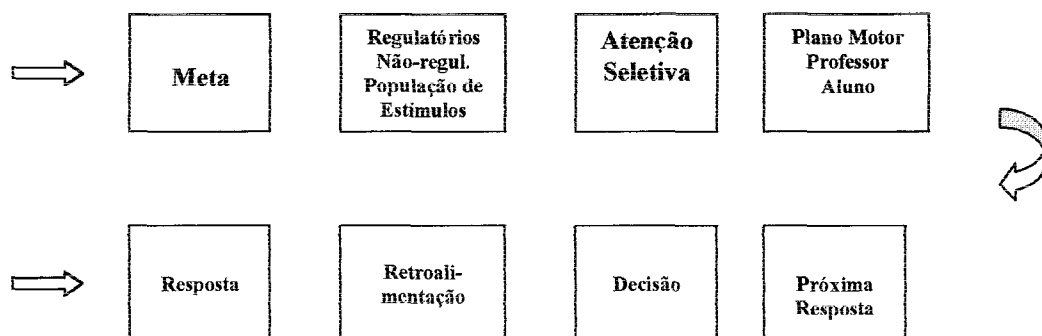 Meta
Regulatórios
Não-regul.
População de
Estímulos
Atenção
Seletiva
Plano Motor
Professor
Aluno
Resposta
Retroali-
mentação
Decisão
Próxima
Resposta